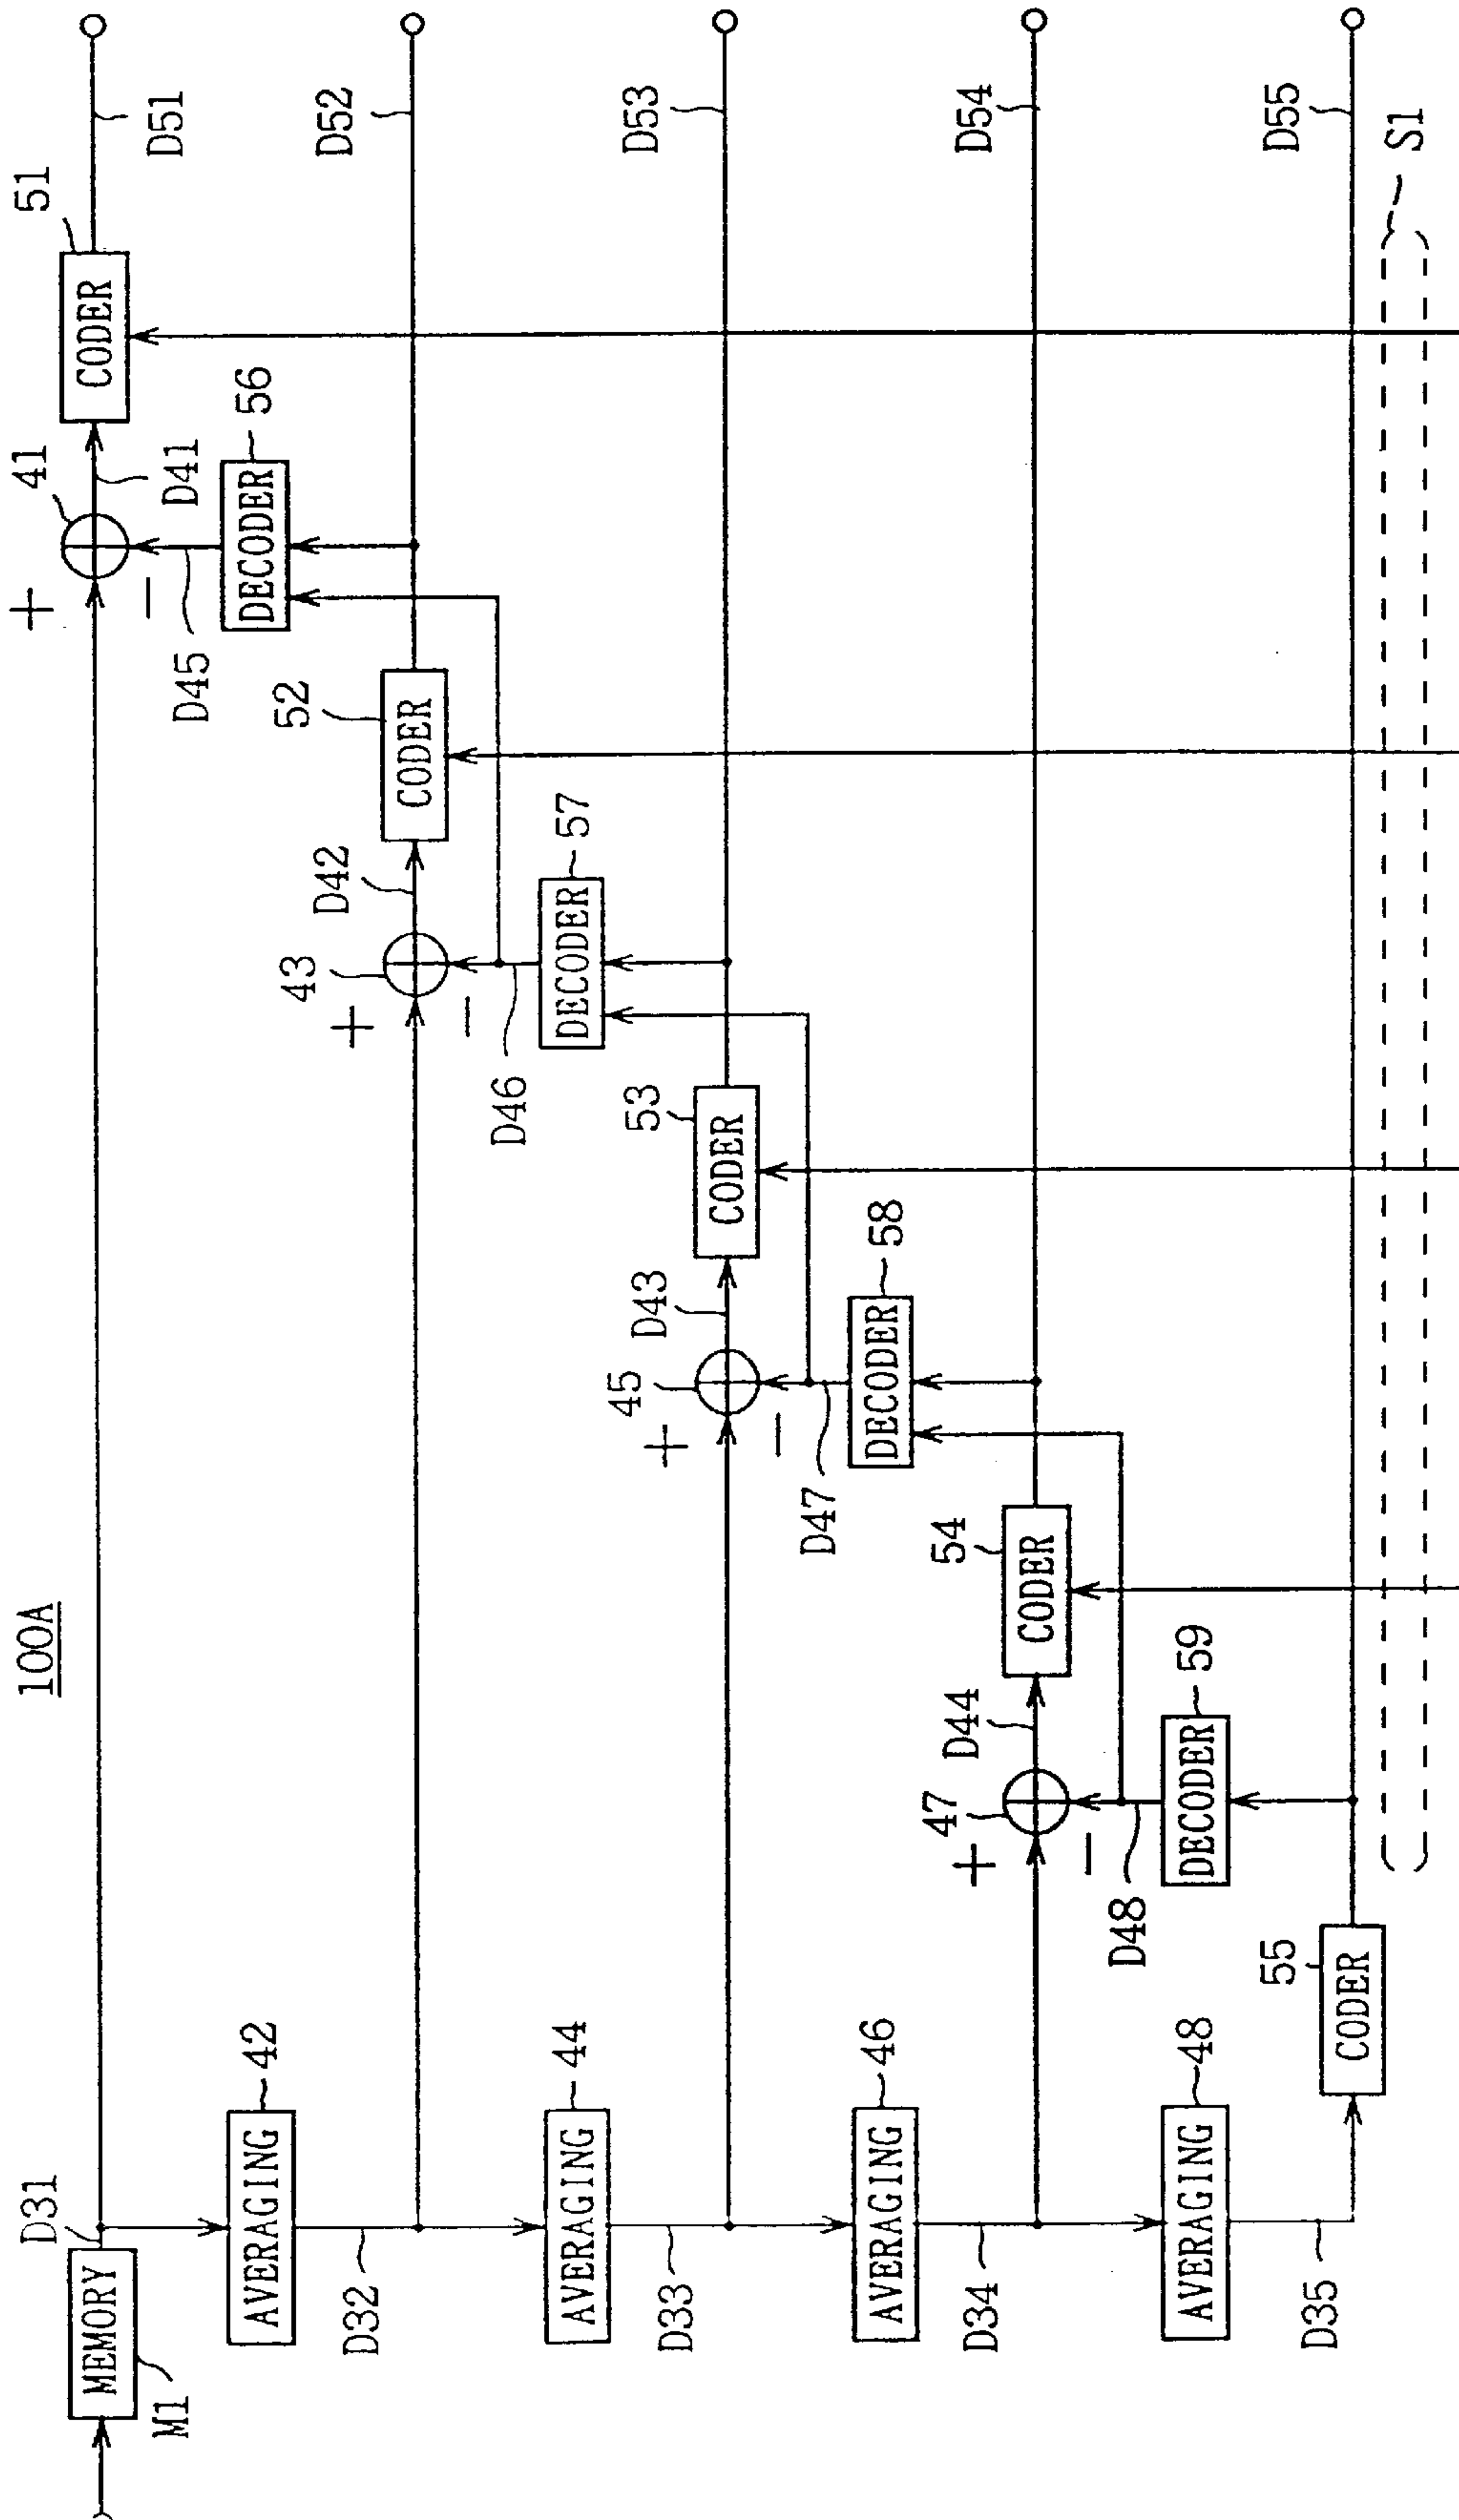 100A
MEMORY
M1
D31
+
−
41
D41
CODER
51
D51
D45
DECODER
56
AVERAGING
42
D32
+
−
43
D42
CODER
52
D52
D46
DECODER
57
AVERAGING
44
D33
+
−
45
D43
CODER
53
D53
D47
DECODER
58
AVERAGING
46
D34
+
−
47
D44
CODER
54
D54
D48
DECODER
59
AVERAGING
48
D35
CODER
55
D55
S1